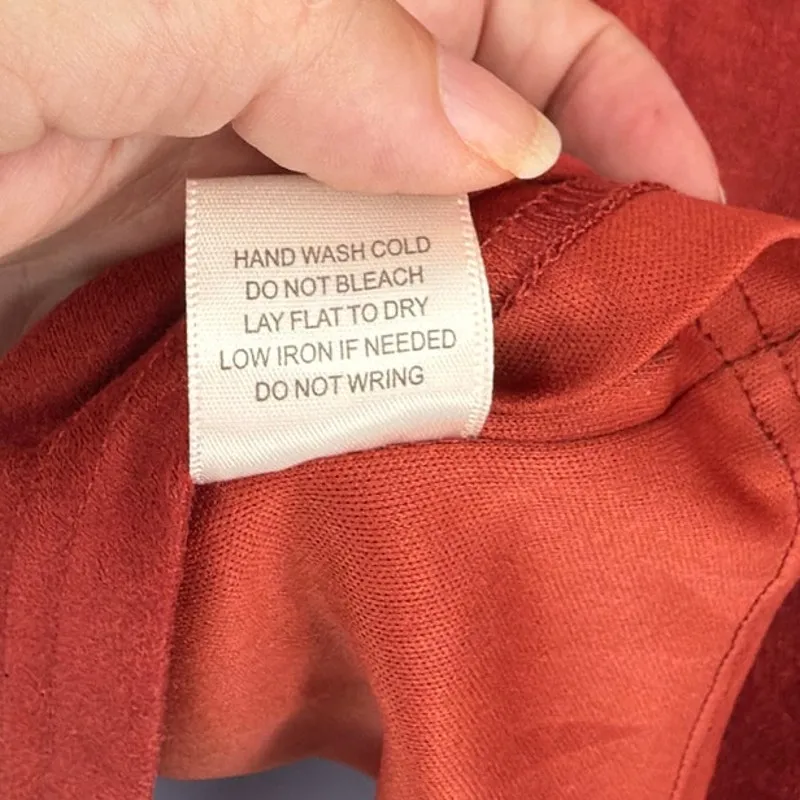 HAND WASH COLD
DO NOT BLEACH
LAY FLAT TO DRY
LOW IRON IF NEEDED
DO NOT WRING